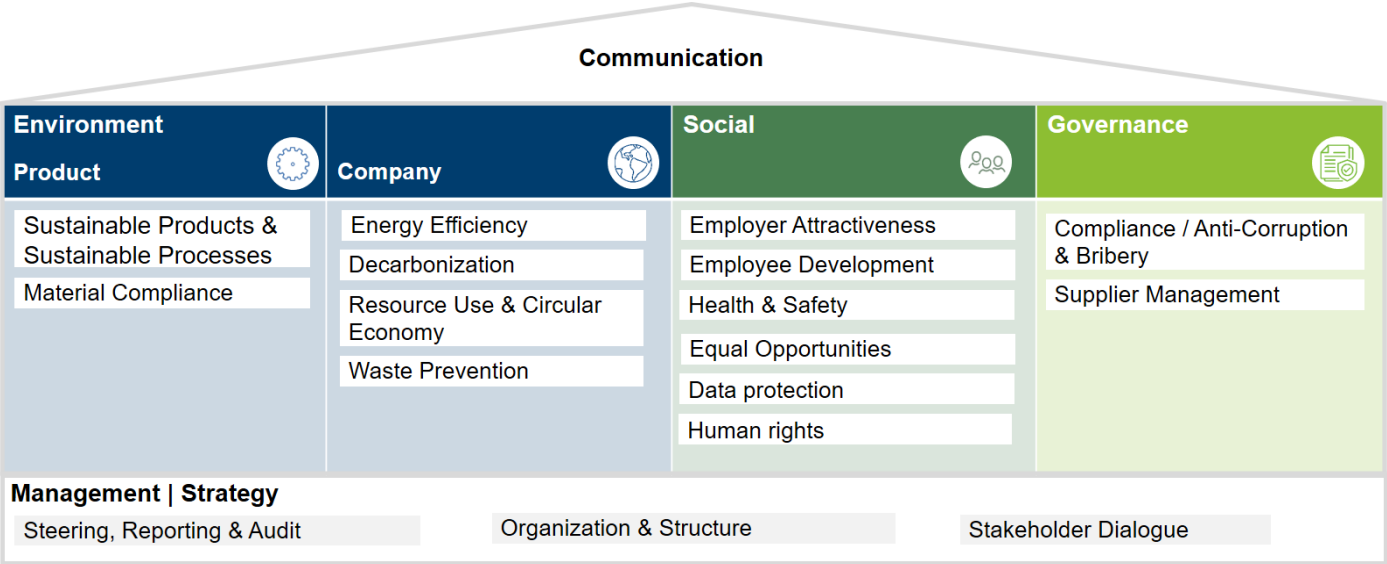 Communication
Environment
Product
Company
Social
Governance
Sustainable Products &
Sustainable Processes
Material Compliance
Energy Efficiency
Decarbonization
Resource Use & Circular
Economy
Waste Prevention
Employer Attractiveness
Employee Development
Health & Safety
Equal Opportunities
Data protection
Human rights
Compliance / Anti-Corruption
& Bribery
Supplier Management
Management | Strategy
Steering, Reporting & Audit
Organization & Structure
Stakeholder Dialogue